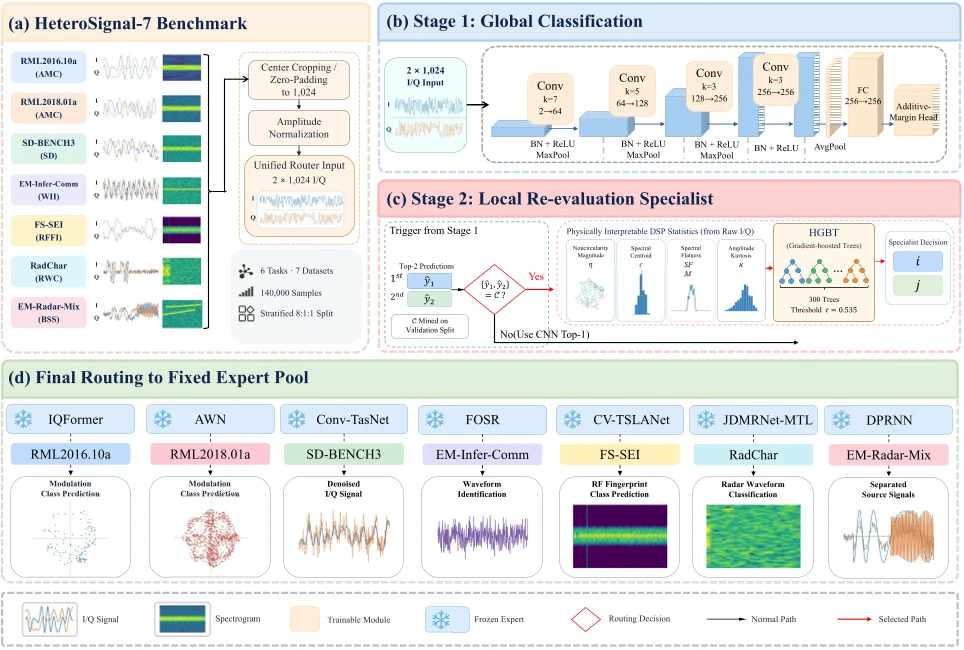 (a) HeteroSignal-7 Benchmark
RML2016.10a
(AMC)
I
Q
RML2018.01a
(AMC)
I
Q
SD-BENCH3
(SD)
I
Q
EM-Infer-Comm
(WII)
I
Q
FS-SEI
(RFFI)
I
Q
RadChar
(RWC)
I
Q
EM-Radar-Mix
(BSS)
I
Q
Center Cropping /
Zero-Padding
to 1,024
Amplitude
Normalization
Unified Router Input
2 × 1,024 I/Q
I
Q
6 Tasks · 7 Datasets
140,000 Samples
Stratified 8:1:1 Split
(b) Stage 1: Global Classification
2 × 1,024
I/Q Input
I
Q
Conv
k=7
2→64
BN + ReLU
MaxPool
Conv
k=5
64→128
BN + ReLU
MaxPool
Conv
k=3
128→256
BN + ReLU
MaxPool
Conv
k=3
256→256
BN + ReLU
AvgPool
FC
256→256
Additive-
Margin Head
(c) Stage 2: Local Re-evaluation Specialist
Trigger from Stage 1
Top-2 Predictions
1st ŷ1
2nd ŷ2
𝒞 Mined on
Validation Split
{ŷ1, ŷ2}
= 𝒞 ?
Yes
No(Use CNN Top-1)
Physically Interpretable DSP Statistics (from Raw I/Q)
Noncircularity
Magnitude
η
Spectral
Centroid
c
Spectral
Flatness
SF
M
Amplitude
Kurtosis
κ
HGBT
(Gradient-boosted Trees)
...
300 Trees
Threshold τ = 0.535
Specialist Decision
i
j
(d) Final Routing to Fixed Expert Pool
IQFormer
RML2016.10a
Modulation
Class Prediction
AWN
RML2018.01a
Modulation
Class Prediction
Conv-TasNet
SD-BENCH3
Denoised
I/Q Signal
FOSR
EM-Infer-Comm
Waveform
Identification
CV-TSLANet
FS-SEI
RF Fingerprint
Class Prediction
JDMRNet-MTL
RadChar
Radar Waveform
Classification
DPRNN
EM-Radar-Mix
Separated
Source Signals
I/Q Signal
Spectrogram
Trainable Module
Frozen Expert
Routing Decision
Normal Path
Selected Path